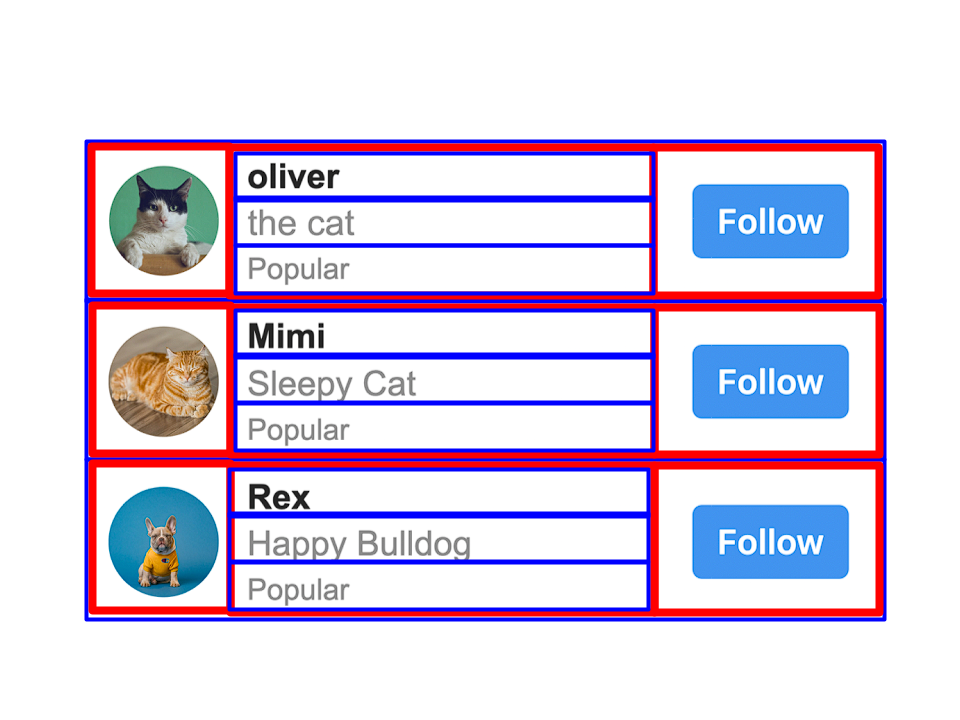 oliver
the cat
Popular
Follow
Mimi
Sleepy Cat
Popular
Follow
Rex
Happy Bulldog
Popular
Follow